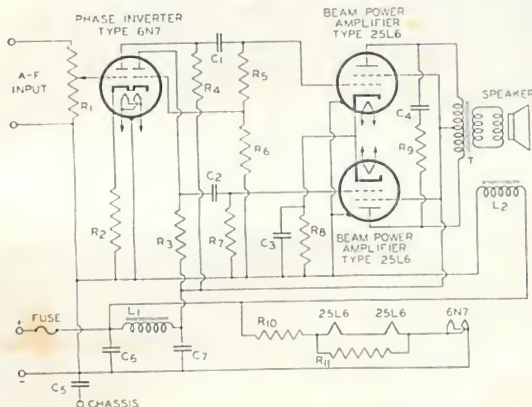 PHASE INVERTER
TYPE 6N7
BEAM POWER
AMPLIFIER
TYPE 25L6
A-F
INPUT
R1
C1
R4
R5
R6
C4
R9
T
SPEAKER
L2
R2
R3
C2
R7
C3
R8
BEAM POWER
AMPLIFIER
TYPE 25L6
+
FUSE
L1
C6
C7
R10
25L6
25L6
6N7
R11
-
C5
CHASSIS